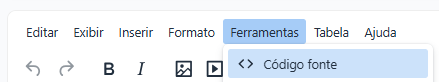 Editar Exibir Inserir Formato Ferramentas Tabela Ajuda
B I <> Código fonte